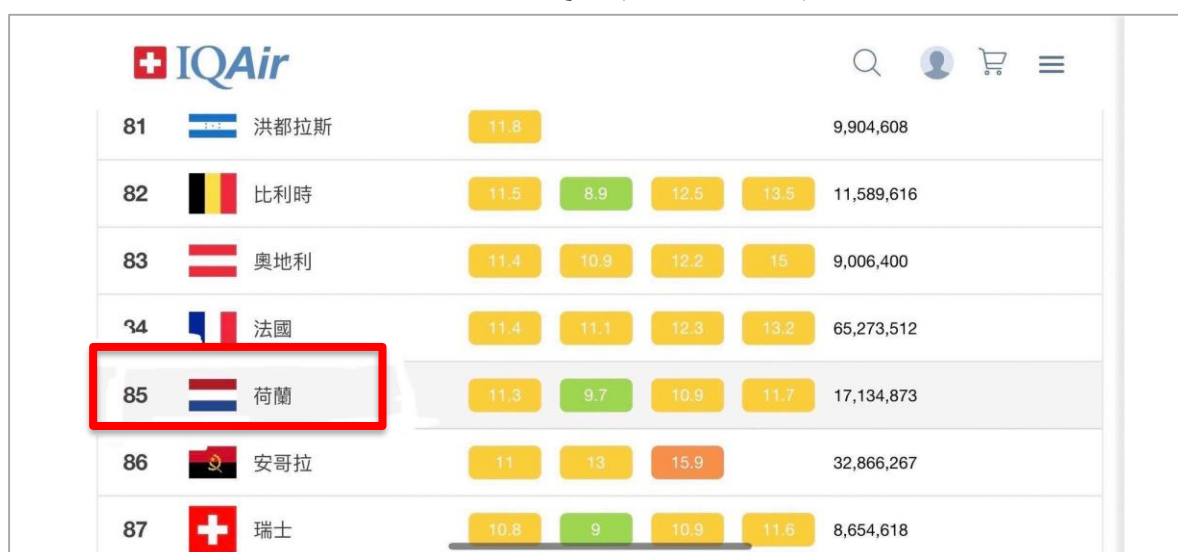 IQAir
81 洪都拉斯 11.8 9,904,608
82 比利時 11.5 8.9 12.5 13.5 11,589,616
83 奧地利 11.4 10.9 12.2 15 9,006,400
84 法國 11.4 11.1 12.3 13.2 65,273,512
85 荷蘭 11.3 9.7 10.9 11.7 17,134,873
86 安哥拉 11 13 15.9 32,866,267
87 瑞士 10.8 9 10.9 11.6 8,654,618